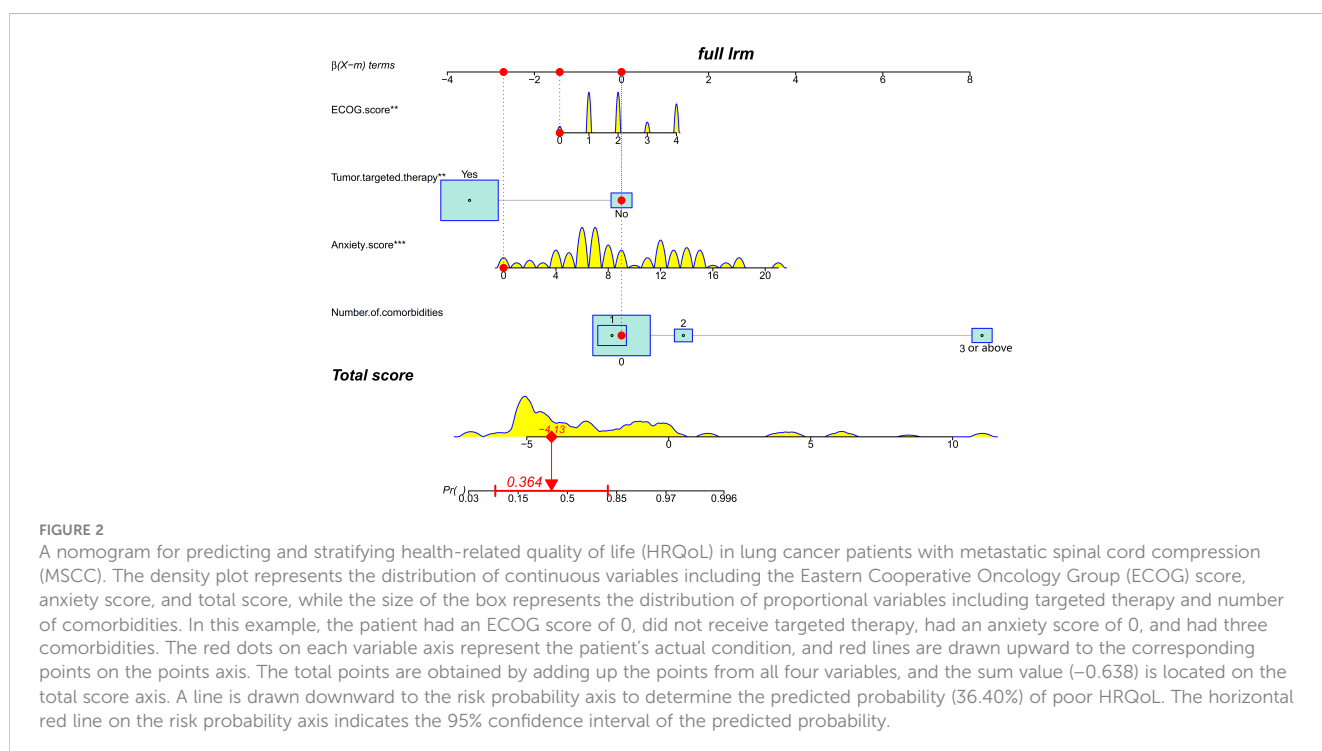 full lrm
β(X−m) terms
−4 −2 0 2 4 6 8
ECOG.score**
0 1 2 3 4
Tumor.targeted.therapy** Yes
No
Anxiety.score***
0 4 8 12 16 20
Number.of.comorbidities
1 2
0 3 or above
Total score
−4.13
−5 0 5 10
0.364
Pr( )
0.03 0.15 0.5 0.85 0.97 0.996
FIGURE 2
A nomogram for predicting and stratifying health-related quality of life (HRQoL) in lung cancer patients with metastatic spinal cord compression
(MSCC). The density plot represents the distribution of continuous variables including the Eastern Cooperative Oncology Group (ECOG) score,
anxiety score, and total score, while the size of the box represents the distribution of proportional variables including targeted therapy and number
of comorbidities. In this example, the patient had an ECOG score of 0, did not receive targeted therapy, had an anxiety score of 0, and had three
comorbidities. The red dots on each variable axis represent the patient's actual condition, and red lines are drawn upward to the corresponding
points on the points axis. The total points are obtained by adding up the points from all four variables, and the sum value (−0.638) is located on the
total score axis. A line is drawn downward to the risk probability axis to determine the predicted probability (36.40%) of poor HRQoL. The horizontal
red line on the risk probability axis indicates the 95% confidence interval of the predicted probability.